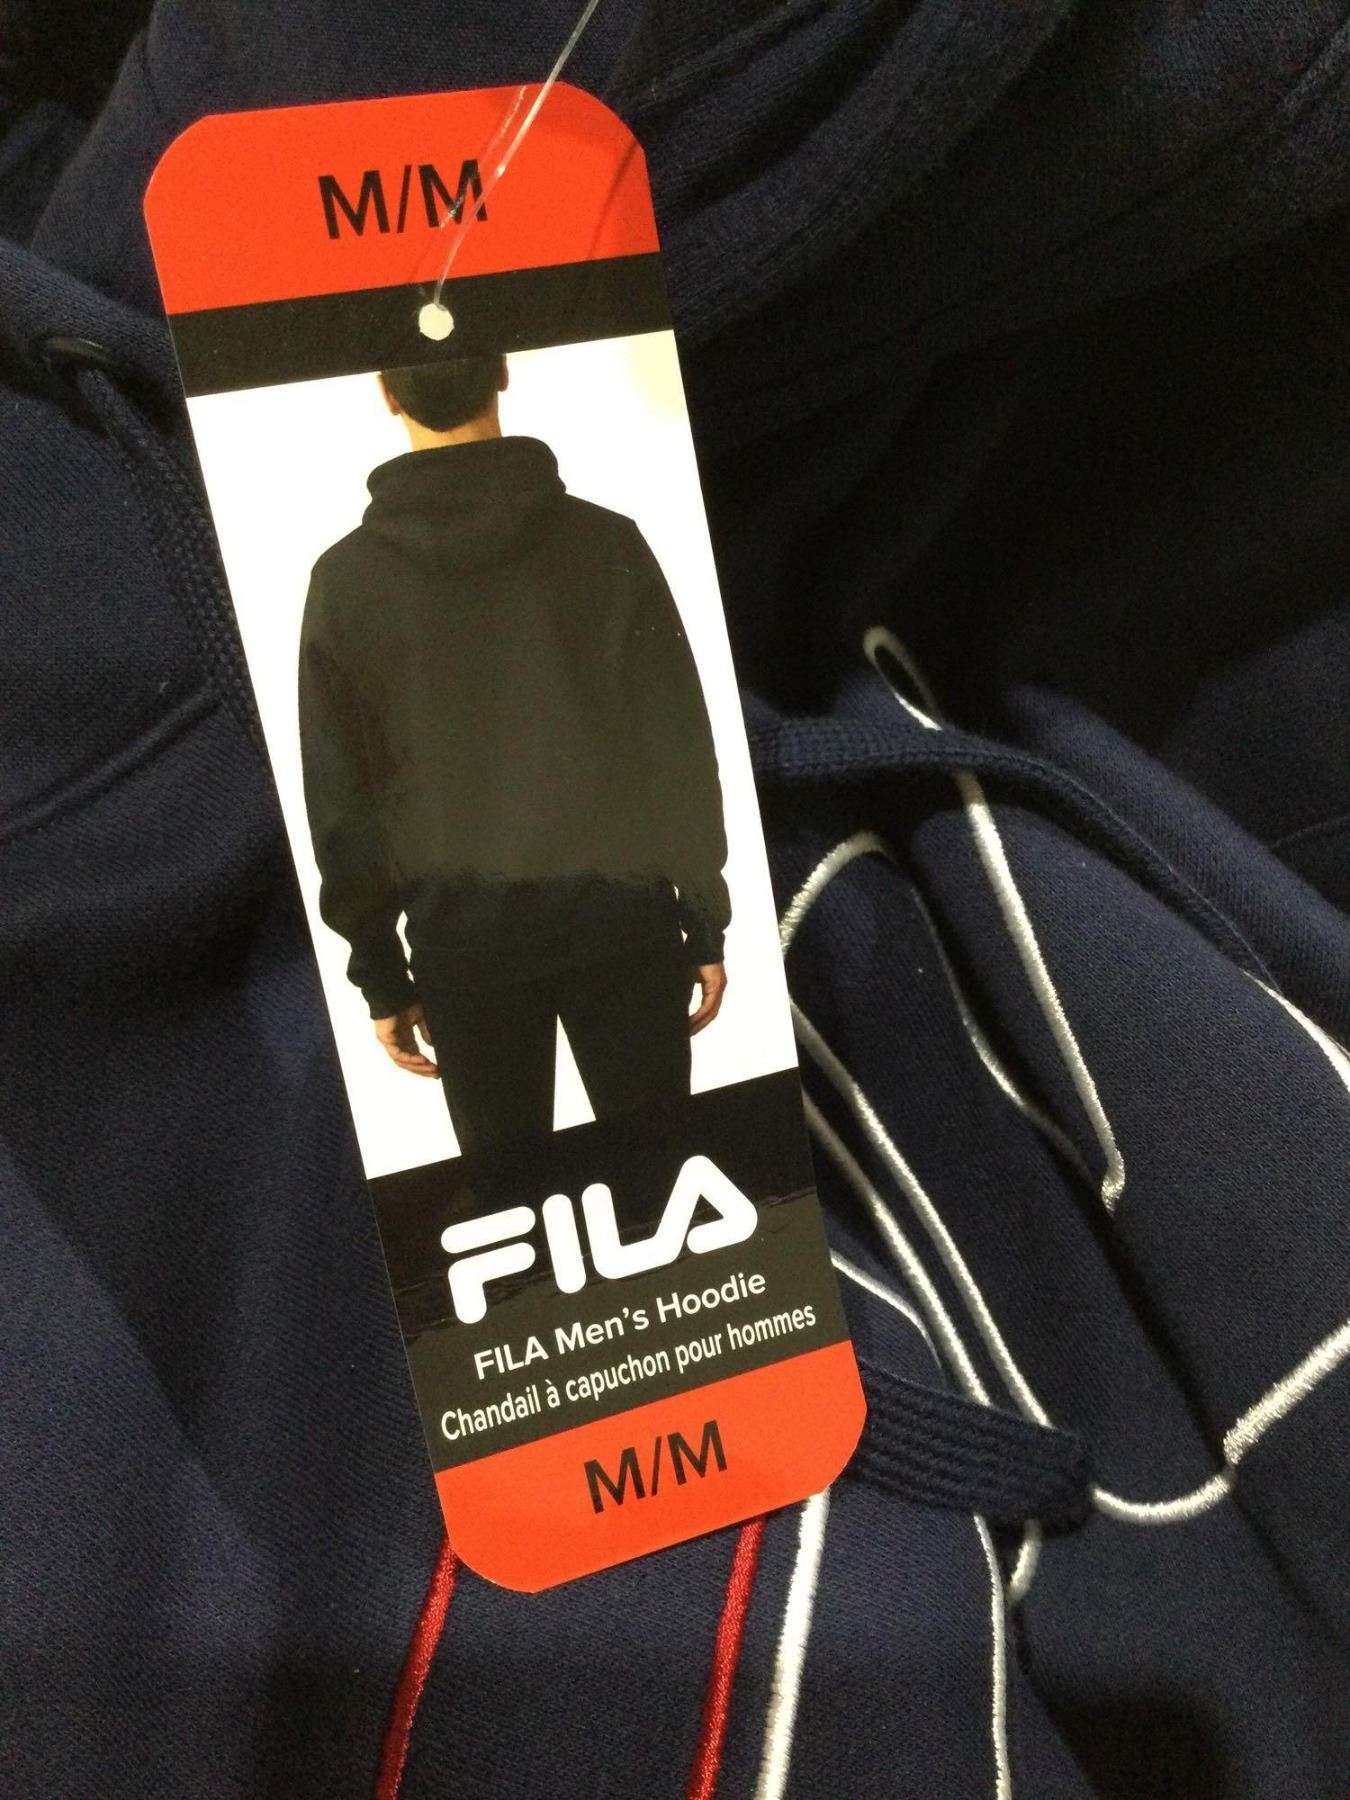 M/M
FILA
FILA Men's Hoodie
Chandail à capuchon pour hommes
M/M